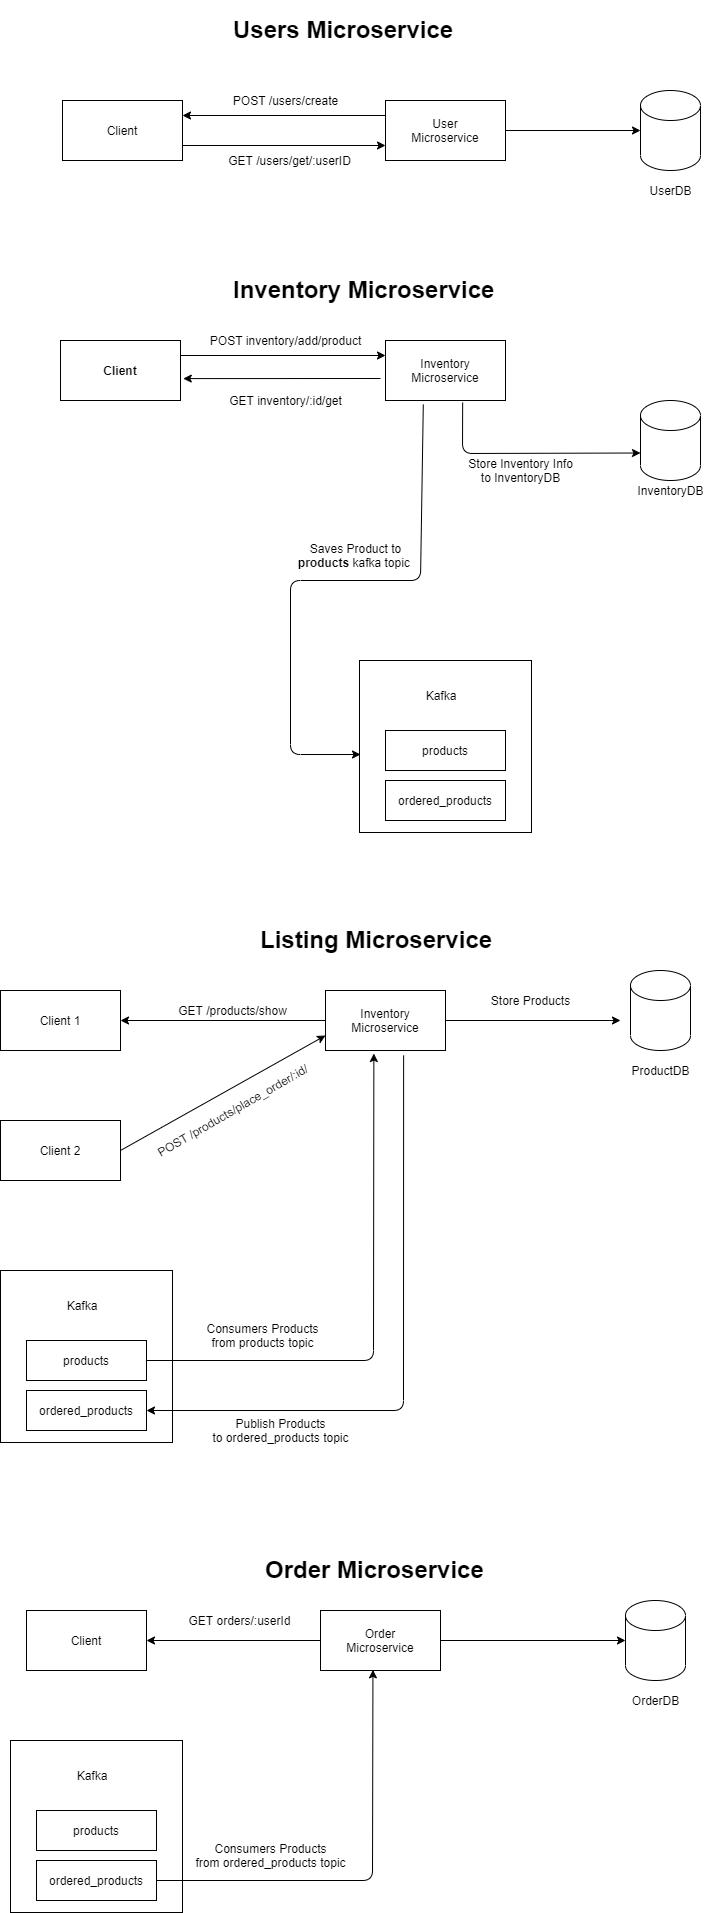 Users Microservice
POST /users/create
Client
User
Microservice
GET /users/get/:userID
UserDB
Inventory Microservice
POST inventory/add/product
Client
Inventory
Microservice
GET inventory/:id/get
Store Inventory Info
to InventoryDB
InventoryDB
Saves Product to
products kafka topic
Kafka
products
ordered_products
Listing Microservice
GET /products/show
Client 1
Inventory
Microservice
Store Products
ProductDB
POST /products/place_order/:id/
Client 2
Kafka
products
ordered_products
Consumers Products
from products topic
Publish Products
to ordered_products topic
Order Microservice
GET orders/:userId
Client
Order
Microservice
OrderDB
Kafka
products
ordered_products
Consumers Products
from ordered_products topic